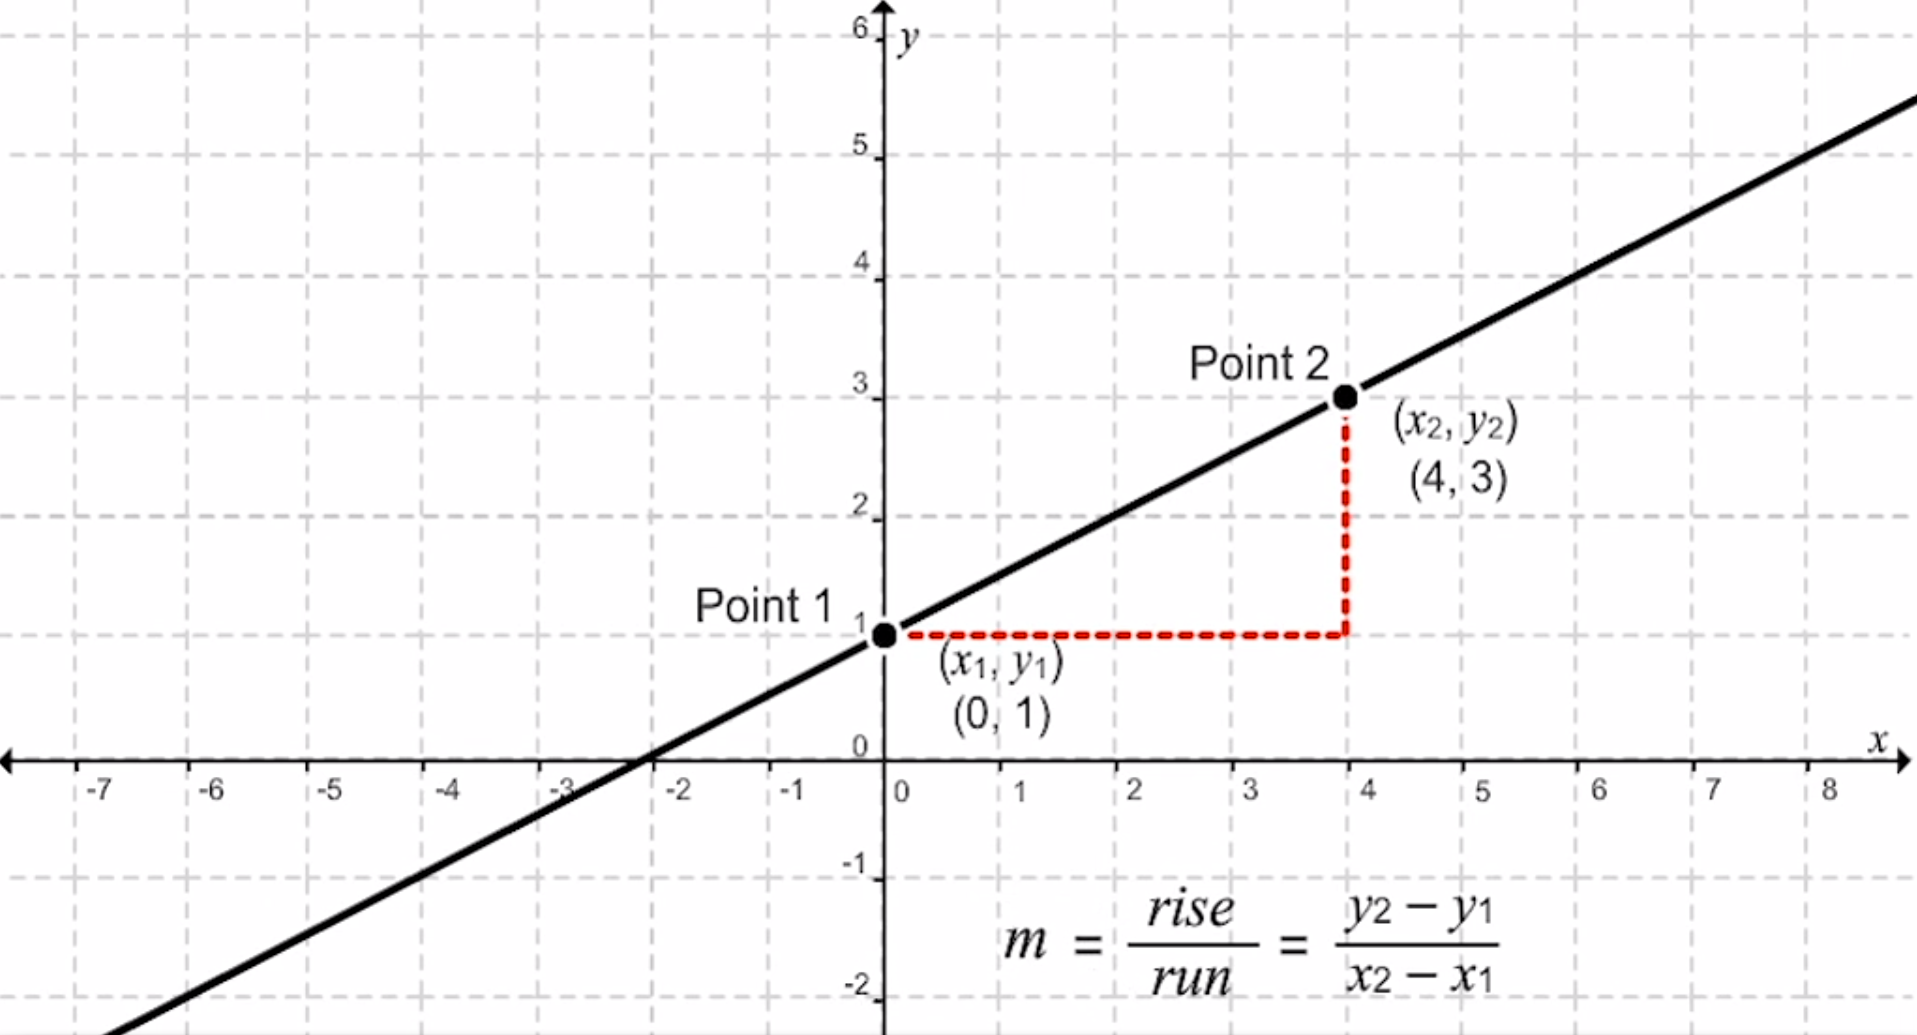 6
y
5
4
Point 2
3
(x2, y2)
(4, 3)
2
Point 1
1
(x1, y1)
(0, 1)
0
x
-7 -6 -5 -4 -3 -2 -1 0 1 2 3 4 5 6 7 8
-1
m = rise/run = y2 − y1/x2 − x1
-2